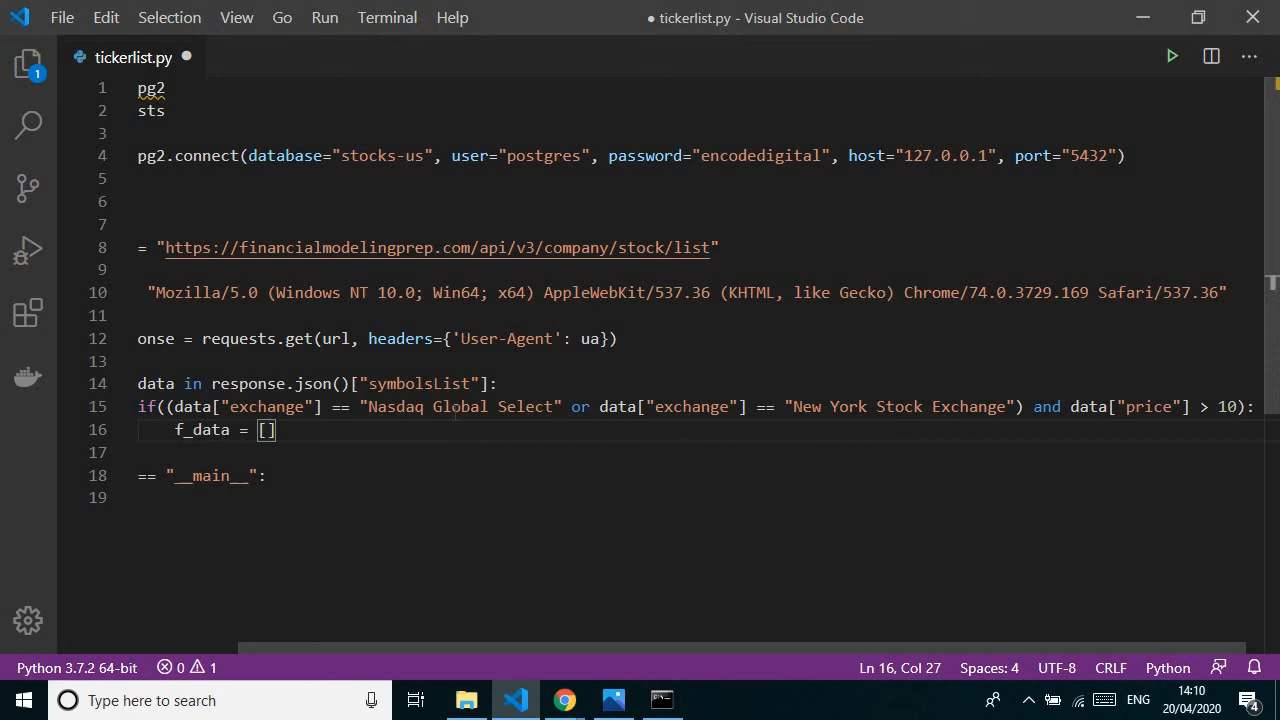 File Edit Selection View Go Run Terminal Help
● tickerlist.py - Visual Studio Code
tickerlist.py
1 pg2
2 sts
3
4 pg2.connect(database="stocks-us", user="postgres", password="encodedigital", host="127.0.0.1", port="5432")
5
6
7
8 = "https://financialmodelingprep.com/api/v3/company/stock/list"
9
10 "Mozilla/5.0 (Windows NT 10.0; Win64; x64) AppleWebKit/537.36 (KHTML, like Gecko) Chrome/74.0.3729.169 Safari/537.36"
11
12 onse = requests.get(url, headers={'User-Agent': ua})
13
14 data in response.json()["symbolsList"]:
15 if((data["exchange"] == "Nasdaq Global Select" or data["exchange"] == "New York Stock Exchange") and data["price"] > 10):
16 f_data = []
17
18 == "__main__":
19
1
Python 3.7.2 64-bit 0 1 Ln 16, Col 27 Spaces: 4 UTF-8 CRLF Python
Type here to search
ENG 14:10
20/04/2020 4